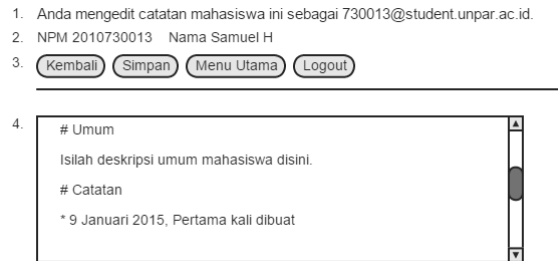 1. Anda mengedit catatan mahasiswa ini sebagai 730013@student.unpar.ac.id.
2. NPM 2010730013 Nama Samuel H
3. Kembali Simpan Menu Utama Logout
4. # Umum
Isilah deskripsi umum mahasiswa disini.
# Catatan
* 9 Januari 2015, Pertama kali dibuat